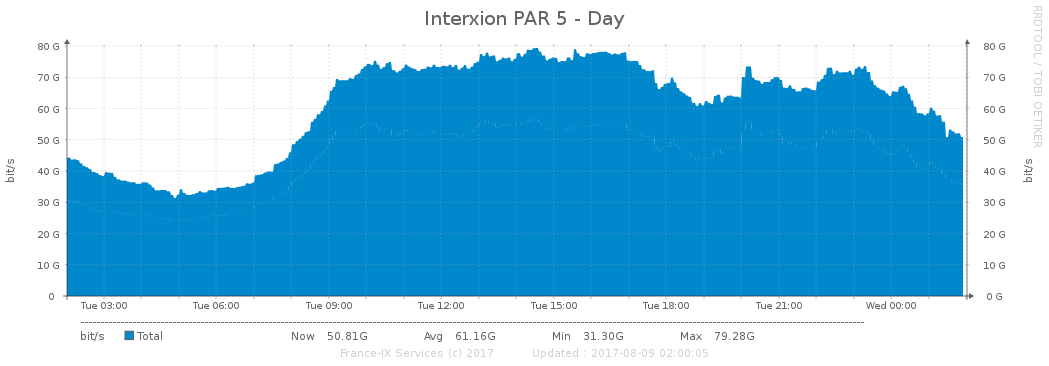 Interxion PAR 5 - Day
RRDTOOL / TOBI OETIKER
80 G 80 G
70 G 70 G
60 G 60 G
50 G 50 G
40 G 40 G
30 G 30 G
20 G 20 G
10 G 10 G
0 0 G
bit/s bit/s
Tue 03:00 Tue 06:00 Tue 09:00 Tue 12:00 Tue 15:00 Tue 18:00 Tue 21:00 Wed 00:00
bit/s Total Now 50.81G Avg 61.16G Min 31.30G Max 79.28G
France-IX Services (c) 2017 Updated : 2017-08-09 02:00:05